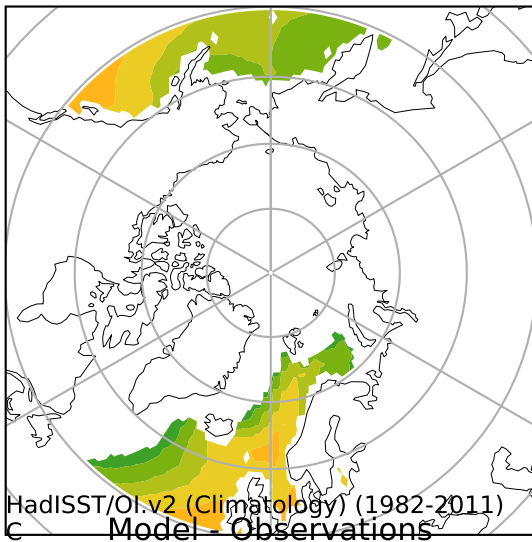 HadISST/OI.v2 (Climatology) (1982-2011)
C Model - Observations